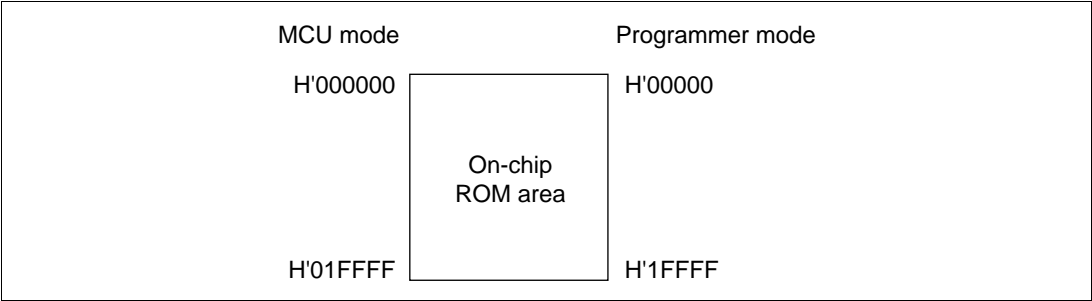 MCU mode Programmer mode
H'000000 H'00000
On-chip
ROM area
H'01FFFF H'1FFFF